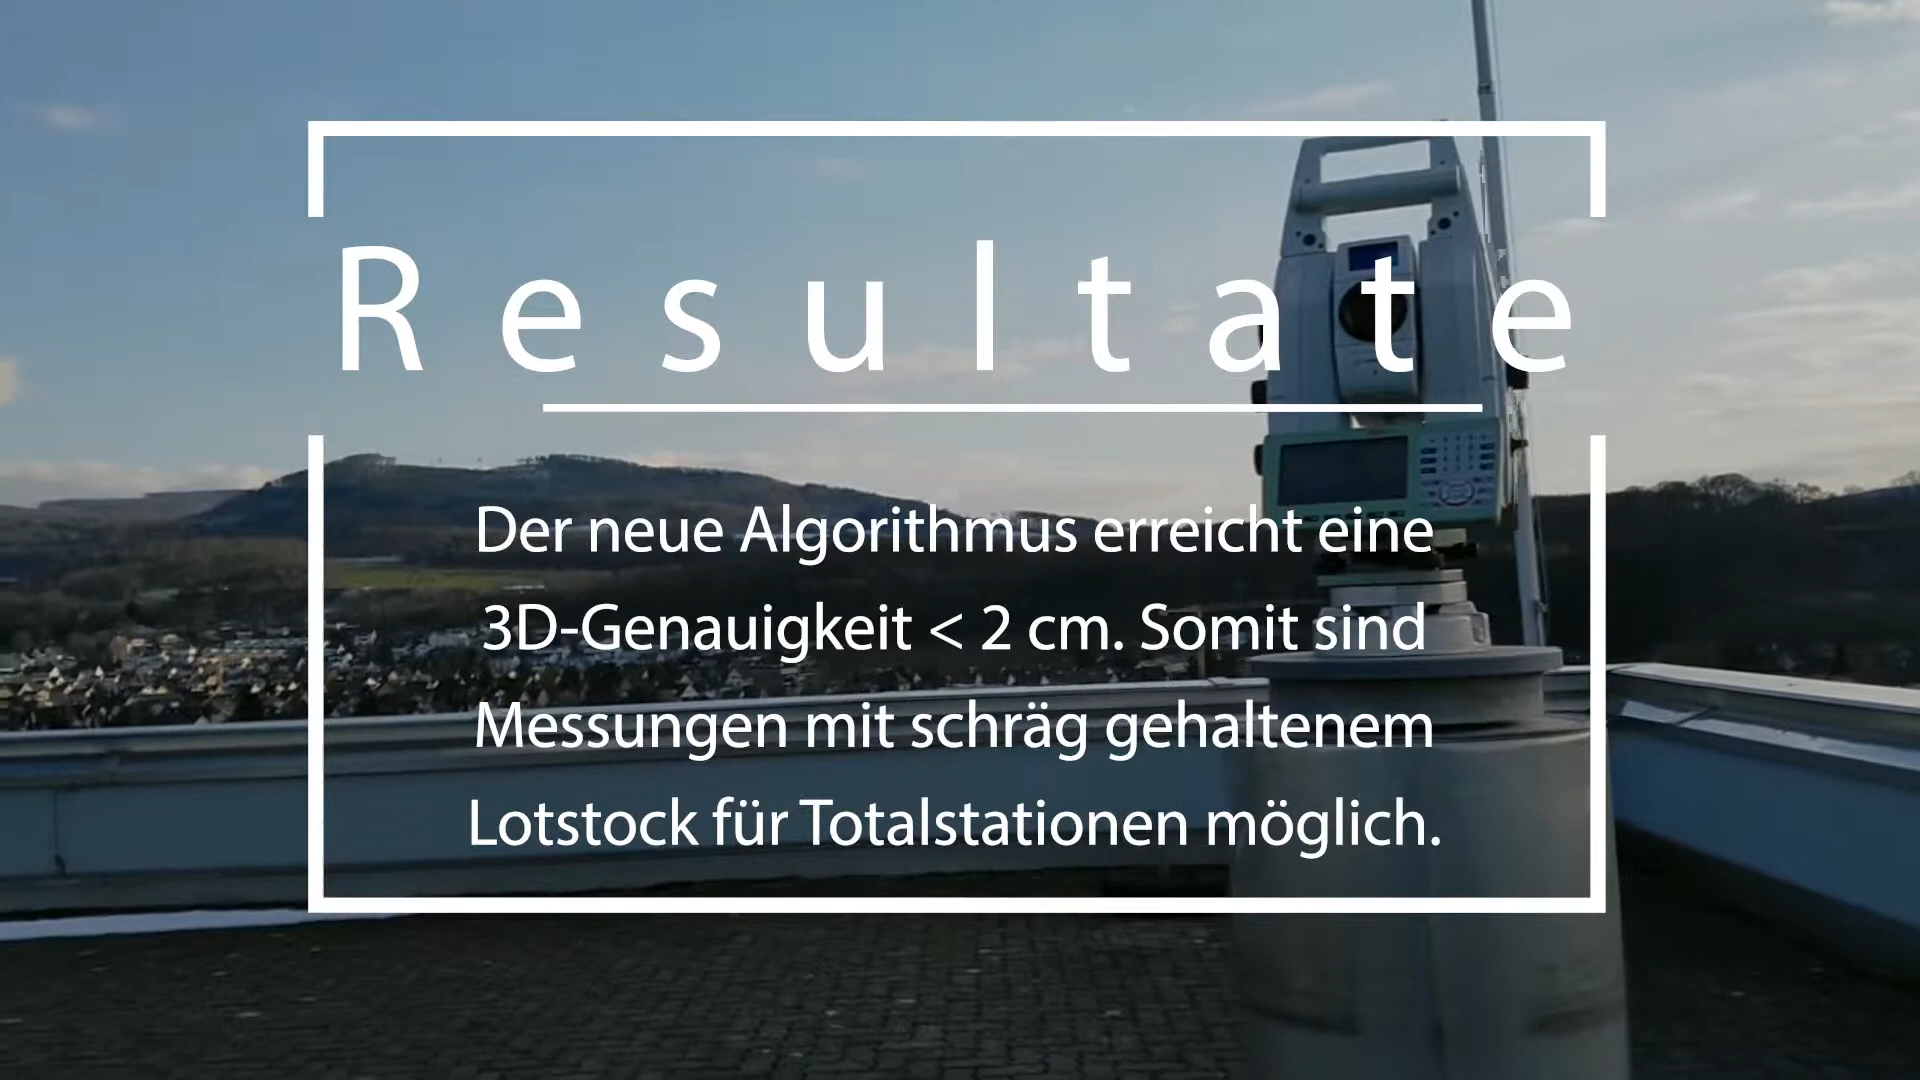 Resultate
Der neue Algorithmus erreicht eine
3D-Genauigkeit < 2 cm. Somit sind
Messungen mit schräg gehaltenem
Lotstock für Totalstationen möglich.